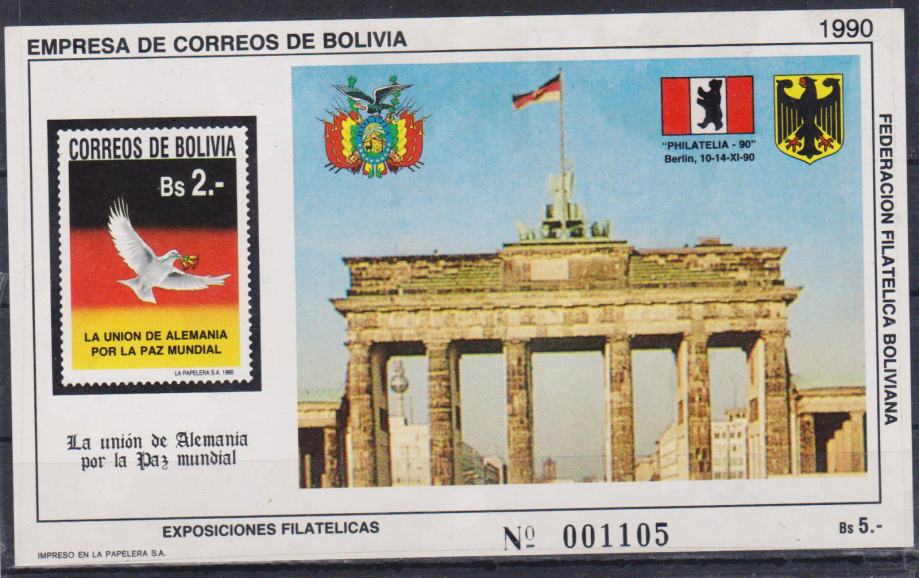 EMPRESA DE CORREOS DE BOLIVIA
1990
CORREOS DE BOLIVIA
Bs 2.-
LA UNION DE ALEMANIA
POR LA PAZ MUNDIAL
LA PAPELERA S.A. 1990
La unión de Alemania
por la Paz mundial
"PHILATELIA - 90"
Berlin, 10-14-XI-90
FEDERACION FILATELICA BOLIVIANA
EXPOSICIONES FILATELICAS
Nº 001105
Bs 5.-
IMPRESO EN LA PAPELERA S.A.